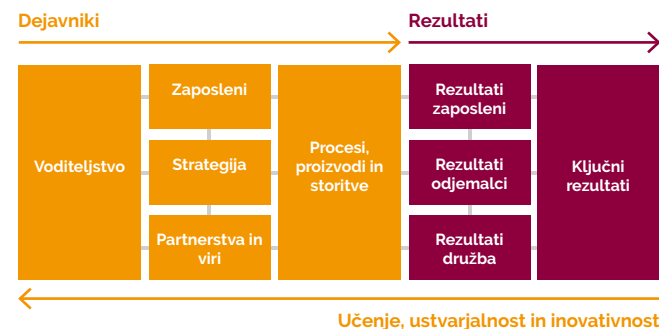 Dejavniki
Rezultati
Voditeljstvo
Zaposleni
Strategija
Partnerstva in
viri
Procesi,
proizvodi in
storitve
Rezultati
zaposleni
Rezultati
odjemalci
Rezultati
družba
Ključni
rezultati
Učenje, ustvarjalnost in inovativnost